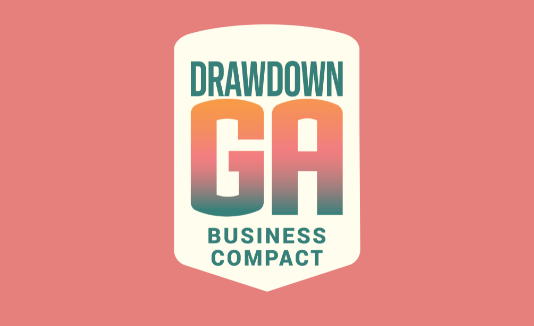 DRAWDOWN
GA
BUSINESS
COMPACT